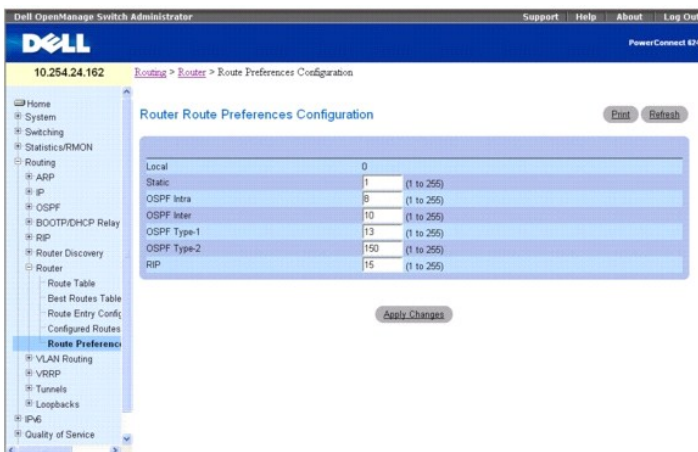 Dell OpenManage Switch Administrator
Support Help About Log Out
DELL
PowerConnect 624
10.254.24.162
Routing > Router > Route Preferences Configuration
Home
System
Switching
Statistics/RMON
Routing
ARP
IP
OSPF
BOOTP/DHCP Relay
RIP
Router Discovery
Router
Route Table
Best Routes Table
Route Entry Config
Configured Routes
Route Preference
VLAN Routing
VRRP
Tunnels
Loopbacks
IPv6
Quality of Service
Router Route Preferences Configuration
Print Refresh
Local 0
Static 1 (1 to 255)
OSPF Intra 8 (1 to 255)
OSPF Inter 10 (1 to 255)
OSPF Type-1 13 (1 to 255)
OSPF Type-2 150 (1 to 255)
RIP 15 (1 to 255)
Apply Changes